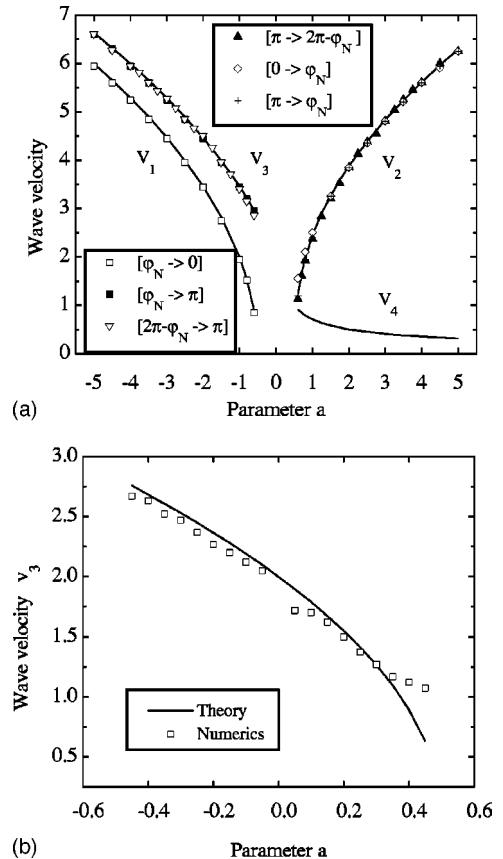 7
6
5
4
3
2
1
0
Wave velocity
[π -> 2π-φN]
[0 -> φN]
[π -> φN]
V1
V3
V2
V4
[φN -> 0]
[φN -> π]
[2π-φN -> π]
-5 -4 -3 -2 -1 0 1 2 3 4 5
(a)
Parameter a
3.0
2.5
2.0
1.5
1.0
0.5
Wave velocity v3
Theory
Numerics
-0.6 -0.4 -0.2 0.0 0.2 0.4 0.6
(b)
Parameter a